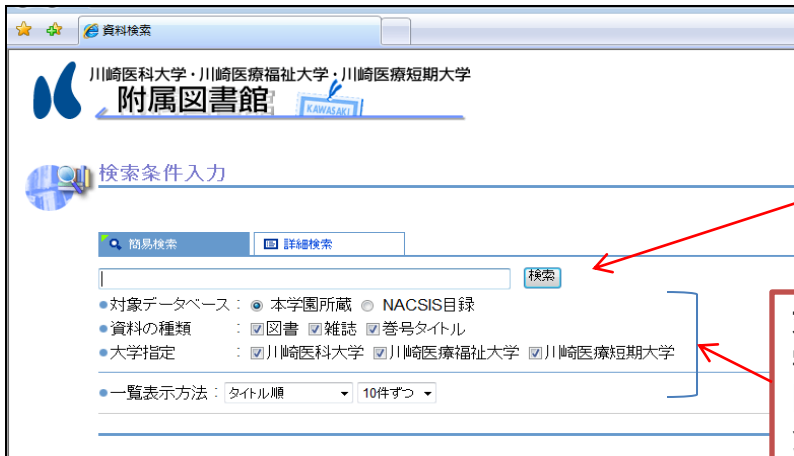 資料検索
川崎医科大学・川崎医療福祉大学・川崎医療短期大学
附属図書館 KAWASAKI
検索条件入力
簡易検索 詳細検索
検索
●対象データベース： 本学園所蔵 NACSIS目録
●資料の種類 ： 図書 雑誌 巻号タイトル
●大学指定 ： 川崎医科大学 川崎医療福祉大学 川崎医療短期大学
●一覧表示方法： タイトル順 10件ずつ